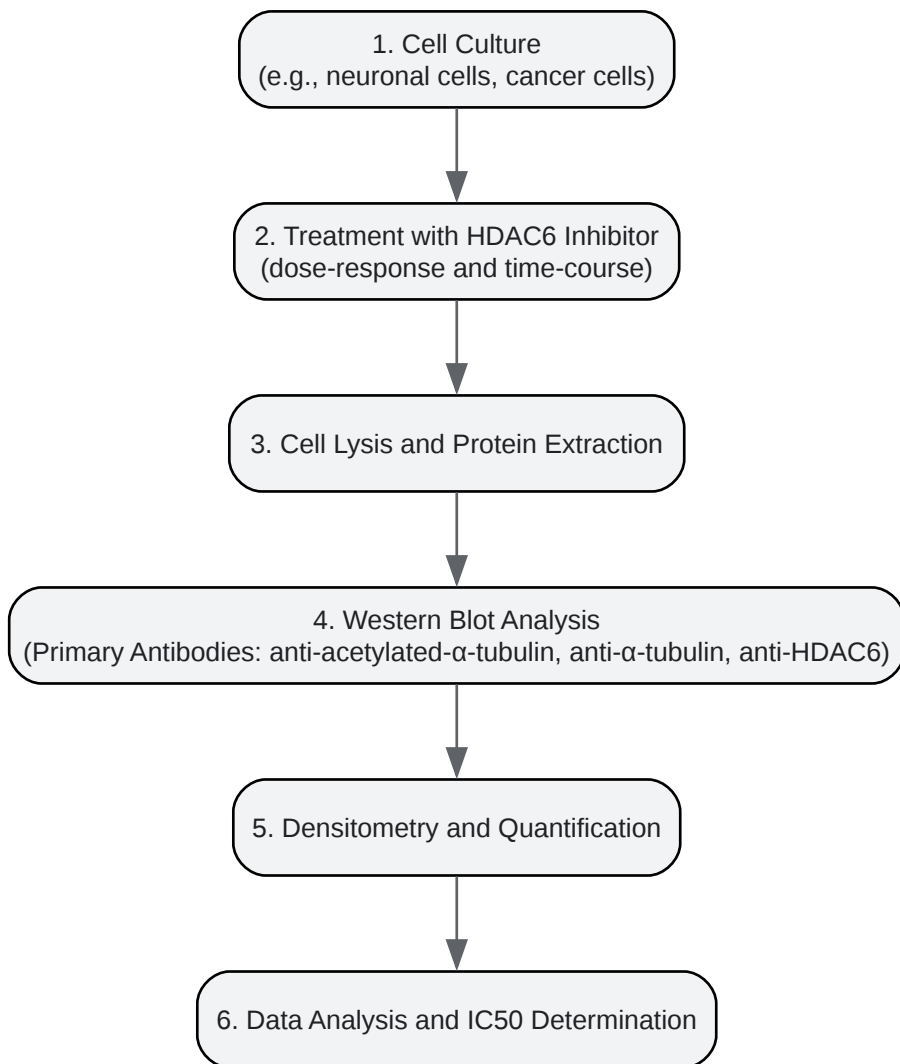 1. Cell Culture
(e.g., neuronal cells, cancer cells)
2. Treatment with HDAC6 Inhibitor
(dose-response and time-course)
3. Cell Lysis and Protein Extraction
4. Western Blot Analysis
(Primary Antibodies: anti-acetylated-α-tubulin, anti-α-tubulin, anti-HDAC6)
5. Densitometry and Quantification
6. Data Analysis and IC50 Determination